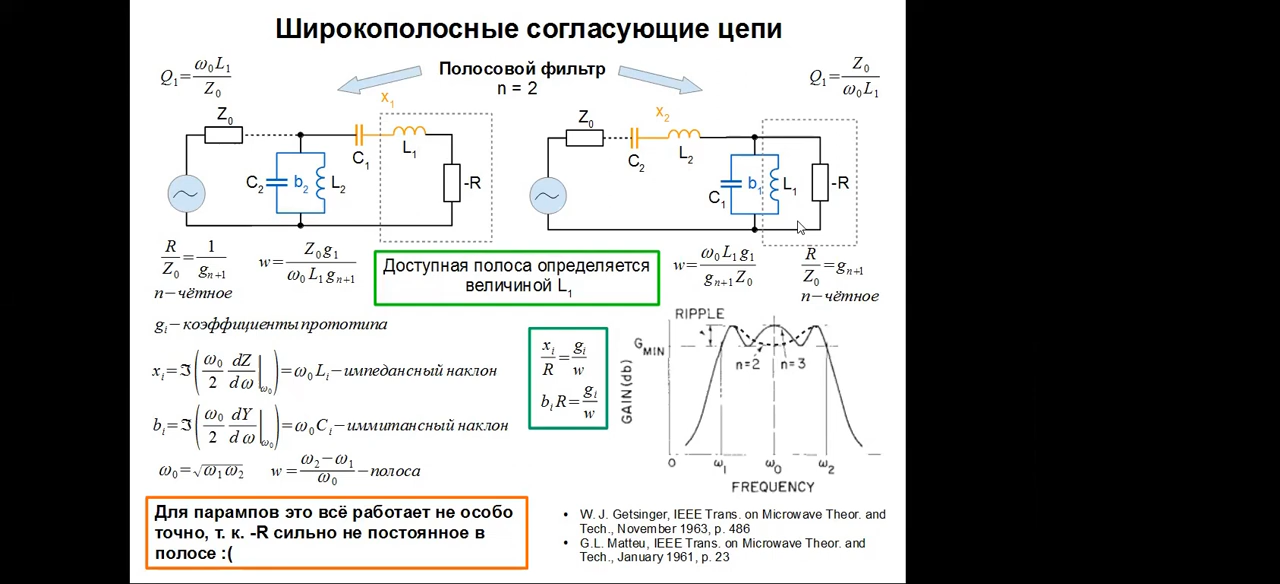 Широкополосные согласующие цепи
Q₁=ω₀L₁/Z₀
Полосовой фильтр
n = 2
Q₁=Z₀/ω₀L₁
Z₀
x₁
C₁
L₁
C₂
b₂
L₂
-R
Z₀
x₂
C₂
L₂
C₁
b₁
L₁
-R
R/Z₀=1/gₙ₊₁
n−чётное
w=Z₀g₁/ω₀L₁gₙ₊₁
Доступная полоса определяется
величиной L₁
w=ω₀L₁g₁/gₙ₊₁Z₀
R/Z₀=gₙ₊₁
n−чётное
gᵢ−коэффициенты прототипа
xᵢ=ℑ(ω₀/2 dZ/dω|ω₀)=ω₀Lᵢ−импедансный наклон
bᵢ=ℑ(ω₀/2 dY/dω|ω₀)=ω₀Cᵢ−иммитансный наклон
ω₀=√ω₁ω₂ w=ω₂−ω₁/ω₀−полоса
xᵢ/R=gᵢ/w
bᵢR=gᵢ/w
RIPPLE
G MIN
n=2
n=3
GAIN (db)
0
ω₁
ω₀
ω₂
FREQUENCY
Для парампов это всё работает не особо
точно, т. к. -R сильно не постоянное в
полосе :(
• W. J. Getsinger, IEEE Trans. on Microwave Theor. and
Tech., November 1963, p. 486
• G.L. Matteu, IEEE Trans. on Microwave Theor. and
Tech., January 1961, p. 23